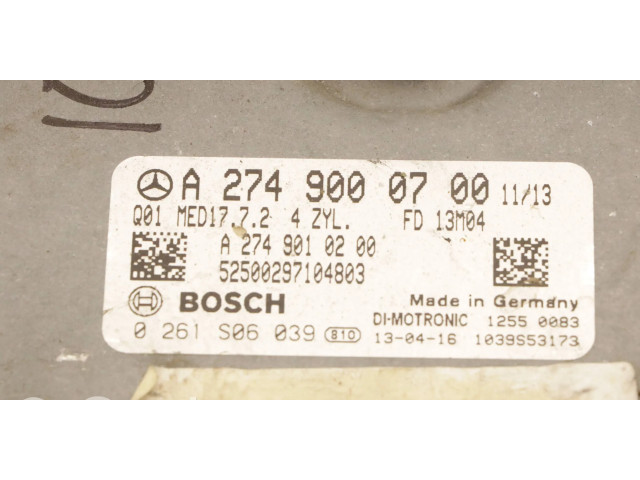 A 274 900 07 00 11/13
Q01 MED17.7.2 4 ZYL. FD 13M04
A 274 901 02 00
52500297104803
BOSCH Made in Germany
DI-MOTRONIC 1255 0083
0 261 S06 039 810 13-04-16 1039S53173